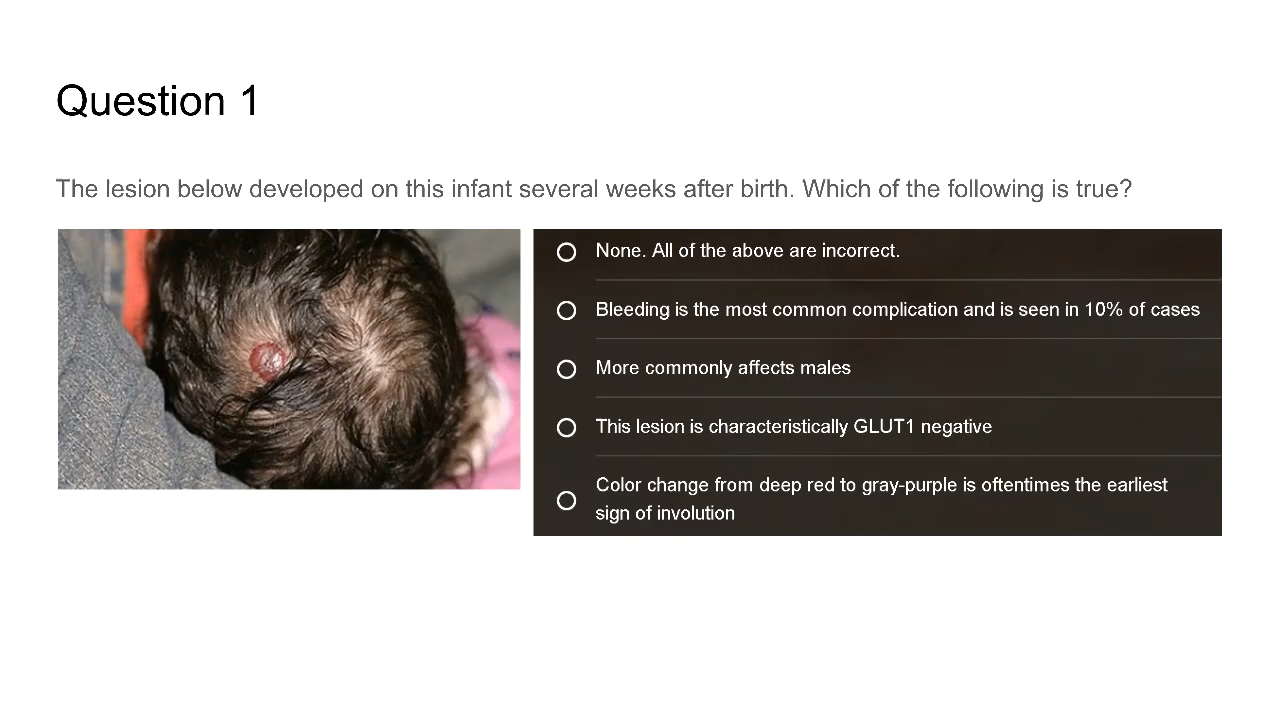 Question 1
The lesion below developed on this infant several weeks after birth. Which of the following is true?
None. All of the above are incorrect.
Bleeding is the most common complication and is seen in 10% of cases
More commonly affects males
This lesion is characteristically GLUT1 negative
Color change from deep red to gray-purple is oftentimes the earliest
sign of involution